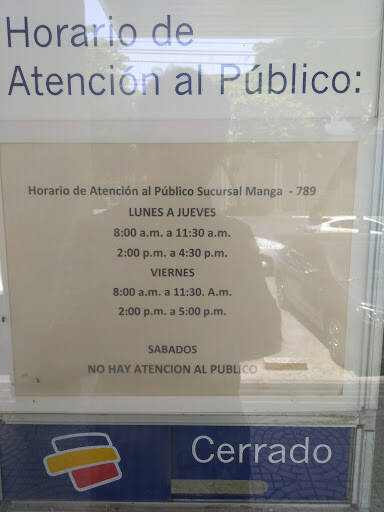 Horario de
Atención al Público:
Horario de Atención al Público Sucursal Manga - 789
LUNES A JUEVES
8:00 a.m. a 11:30 a.m.
2:00 p.m. a 4:30 p.m.
VIERNES
8:00 a.m. a 11:30. A.m.
2:00 p.m. a 5:00 p.m.
SABADOS
NO HAY ATENCION AL PUBLICO
Cerrado